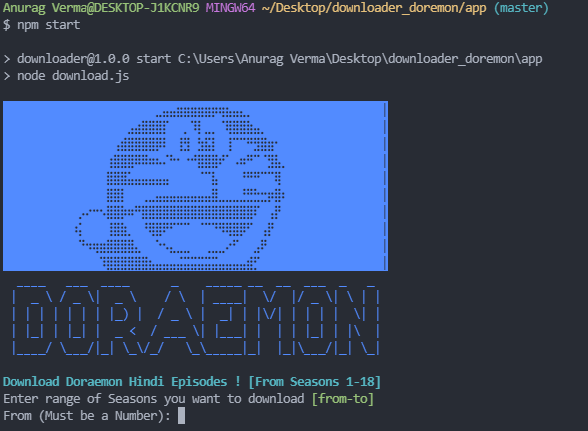 Anurag Verma@DESKTOP-J1KCNR9 MINGW64 ~/Desktop/downloader_doremon/app (master)
$ npm start
> downloader@1.0.0 start C:\Users\Anurag Verma\Desktop\downloader_doremon\app
> node download.js
DORAEMON
Download Doraemon Hindi Episodes ! [From Seasons 1-18]
Enter range of Seasons you want to download [from-to]
From (Must be a Number):